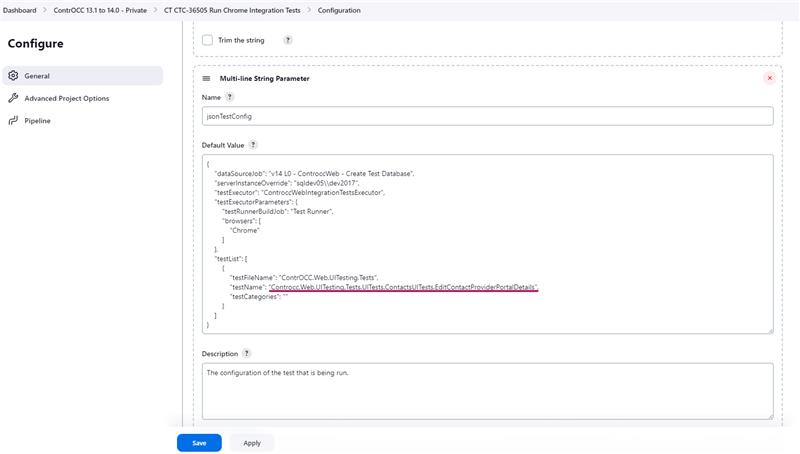 Dashboard > ContrOCC 13.1 to 14.0 - Private > CT CTC-36505 Run Chrome Integration Tests > Configuration
Configure
General
Advanced Project Options
Pipeline
Trim the string ?
Multi-line String Parameter
Name ?
jsonTestConfig
Default Value ?
{
"dataSourceJob": "v14 L0 - ControccWeb - Create Test Database",
"serverInstanceOverride": "sqldev05\\dev2017",
"testExecutor": "ControccWebIntegrationTestsExecutor",
"testExecutorParameters": {
"testRunnerBuildJob": "Test Runner",
"browsers": [
"Chrome"
]
},
"testList": [
{
"testFileName": "ContrOCC.Web.UITesting.Tests",
"testName": "Controcc.Web.UITesting.Tests.UITests.ContactsUITests.EditContactProviderPortalDetails",
"testCategories": ""
}
]
}
Description ?
The configuration of the test that is being run.
Save
Apply